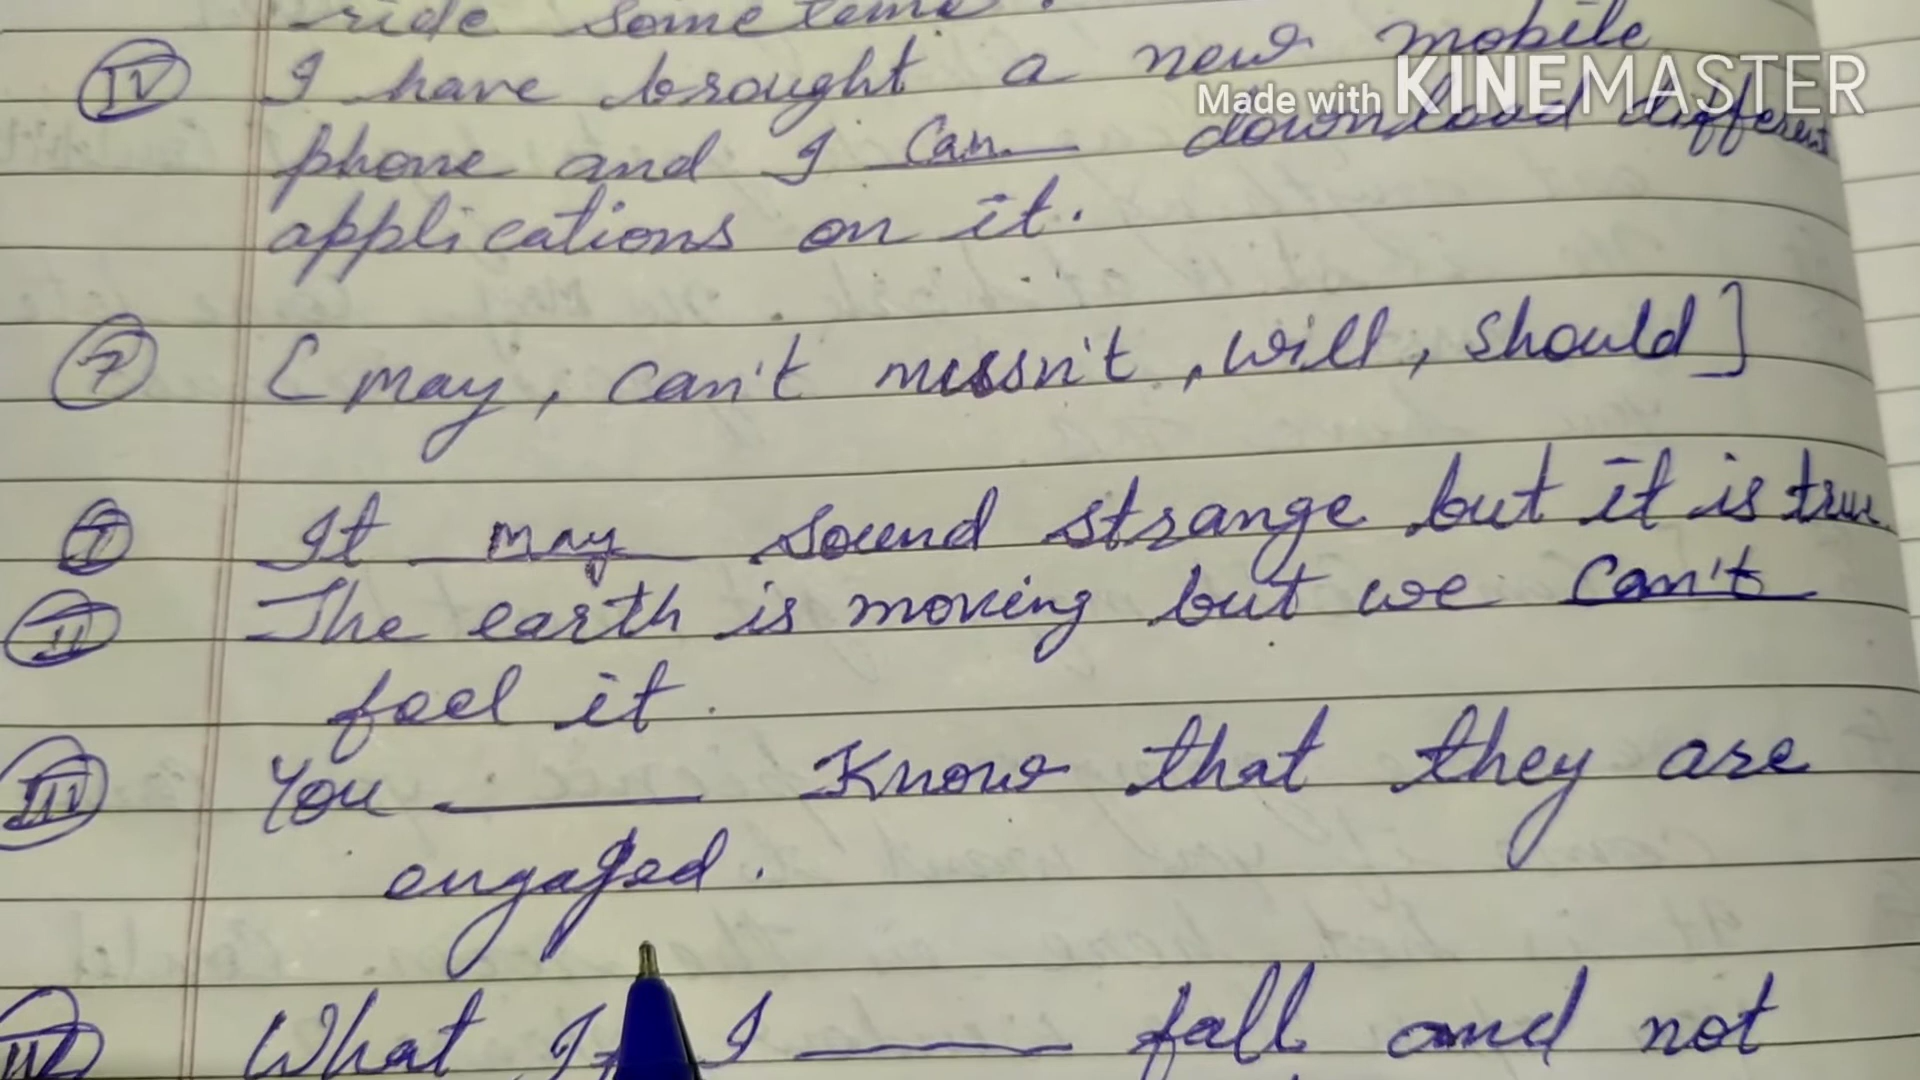 ride sometime.
IV I have brought a new mobile
Made with KINEMASTER
phone and I can download different
applications on it.
7 [may, can't mussn't, will, should]
I It may sound strange but it is true.
II The earth is moving but we can't
feel it.
III You ______ know that they are
engaged.
What If I ______ fall and not